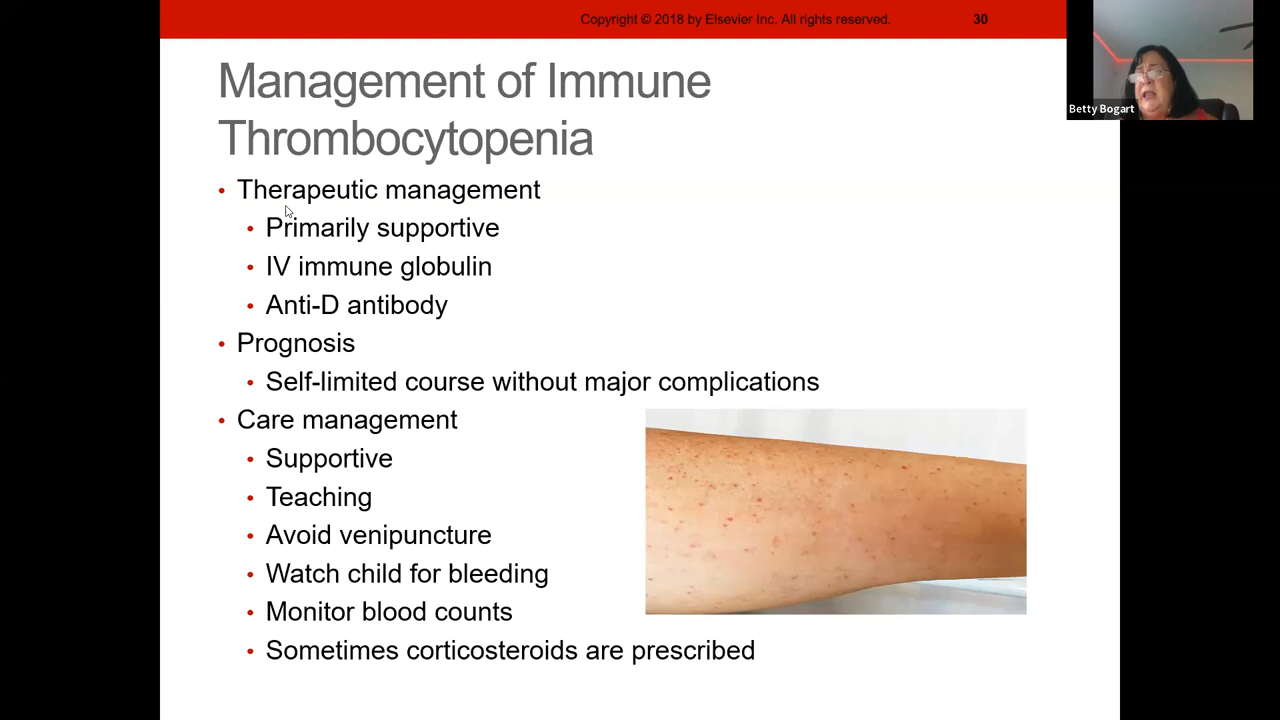 Copyright © 2018 by Elsevier Inc. All rights reserved. 30
Betty Bogart
Management of Immune
Thrombocytopenia
• Therapeutic management
• Primarily supportive
• IV immune globulin
• Anti-D antibody
• Prognosis
• Self-limited course without major complications
• Care management
• Supportive
• Teaching
• Avoid venipuncture
• Watch child for bleeding
• Monitor blood counts
• Sometimes corticosteroids are prescribed